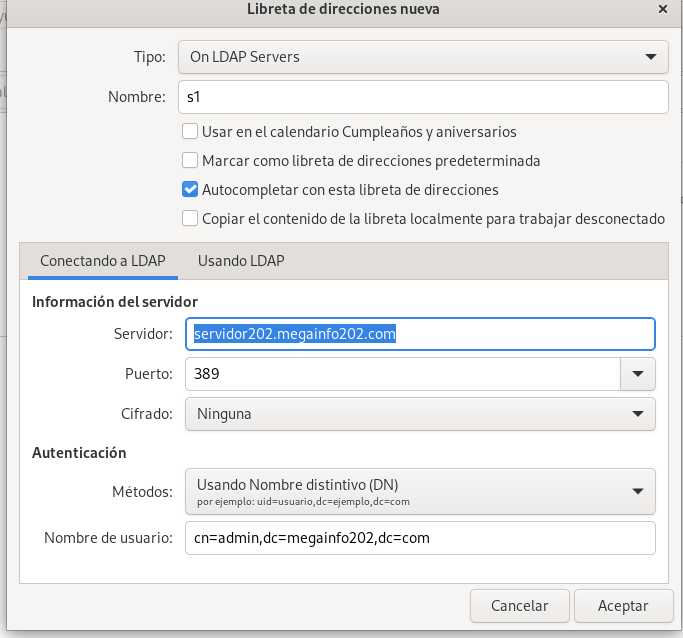 Libreta de direcciones nueva
Tipo: On LDAP Servers
Nombre: s1
Usar en el calendario Cumpleaños y aniversarios
Marcar como libreta de direcciones predeterminada
Autocompletar con esta libreta de direcciones
Copiar el contenido de la libreta localmente para trabajar desconectado
Conectando a LDAP Usando LDAP
Información del servidor
Servidor: servidor202.megainfo202.com
Puerto: 389
Cifrado: Ninguna
Autenticación
Métodos: Usando Nombre distintivo (DN)
por ejemplo: uid=usuario,dc=ejemplo,dc=com
Nombre de usuario: cn=admin,dc=megainfo202,dc=com
Cancelar Aceptar